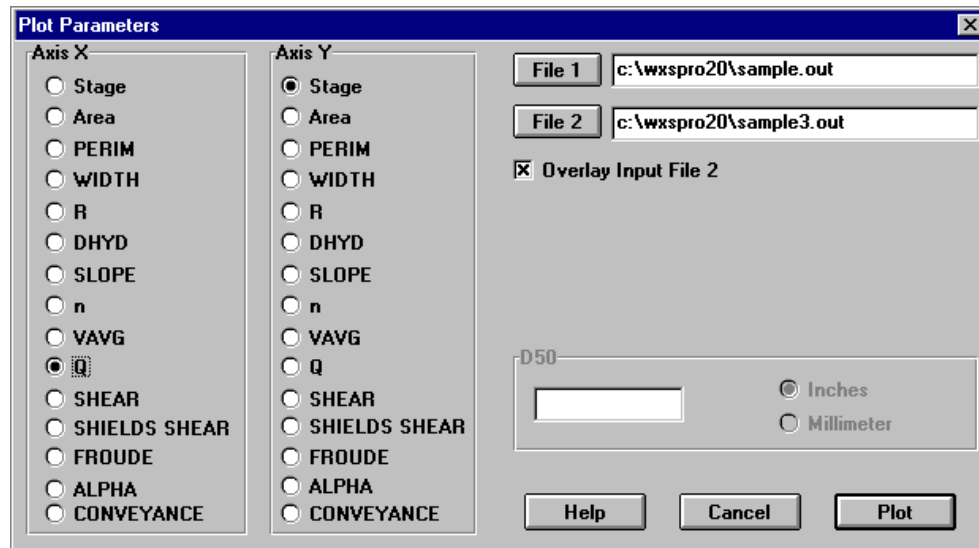 Plot Parameters
Axis X
Stage
Area
PERIM
WIDTH
R
DHYD
SLOPE
n
VAVG
Q
SHEAR
SHIELDS SHEAR
FROUDE
ALPHA
CONVEYANCE
Axis Y
Stage
Area
PERIM
WIDTH
R
DHYD
SLOPE
n
VAVG
Q
SHEAR
SHIELDS SHEAR
FROUDE
ALPHA
CONVEYANCE
File 1 c:\wxspro20\sample.out
File 2 c:\wxspro20\sample3.out
Overlay Input File 2
D50
Inches
Millimeter
Help Cancel Plot